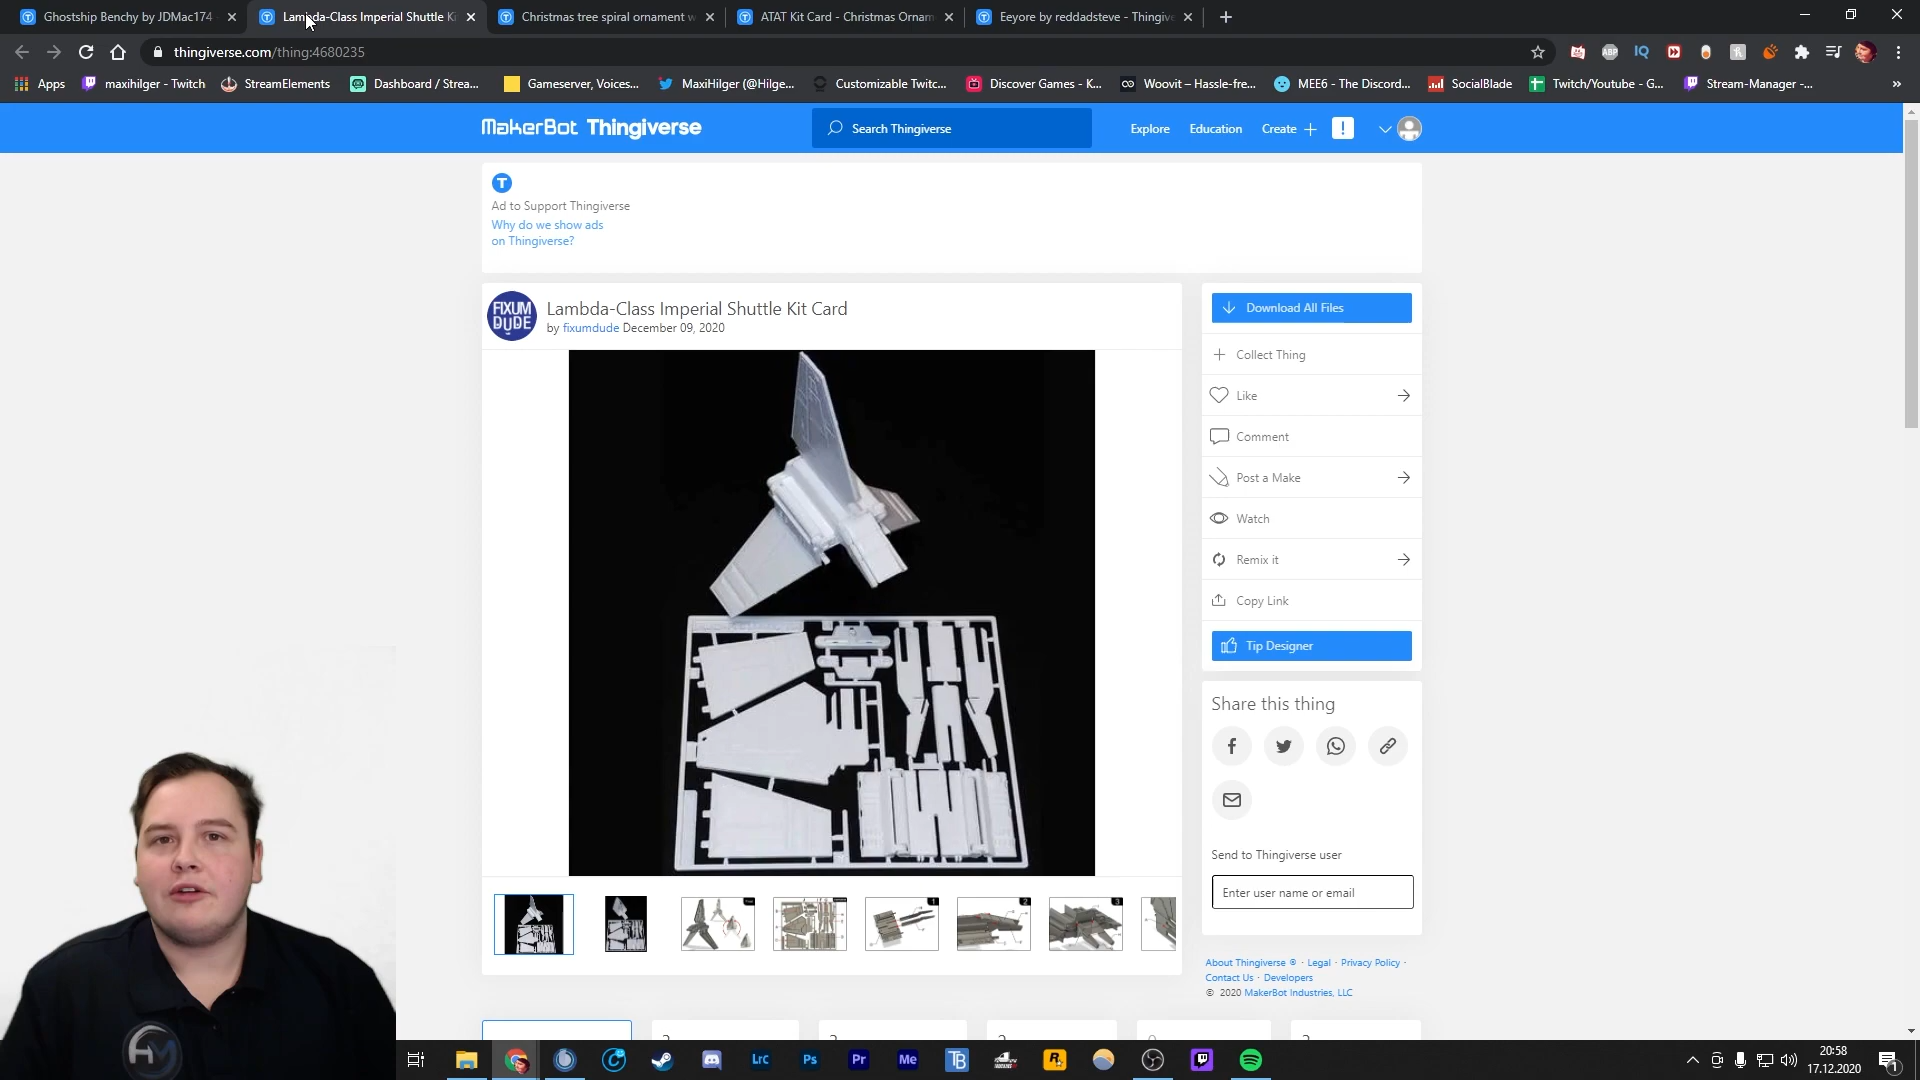 Ghostship Benchy by JDMac174
Lambda-Class Imperial Shuttle Ki
Christmas tree spiral ornament w
ATAT Kit Card - Christmas Ornam
Eeyore by reddadsteve - Thingive
thingiverse.com/thing:4680235
Apps
maxihilger - Twitch
StreamElements
Dashboard / Strea...
Gameserver, Voices...
MaxiHilger (@Hilge...
Customizable Twitc...
Discover Games - K...
Woovit – Hassle-fre...
MEE6 - The Discord...
SocialBlade
Twitch/Youtube - G...
Stream-Manager -...
MakerBot Thingiverse
Search Thingiverse
Explore
Education
Create
Ad to Support Thingiverse
Why do we show ads
on Thingiverse?
FIXUM
DUDE
Lambda-Class Imperial Shuttle Kit Card
by fixumdude December 09, 2020
Download All Files
Collect Thing
Like
Comment
Post a Make
Watch
Remix it
Copy Link
Tip Designer
Share this thing
Send to Thingiverse user
Enter user name or email
About Thingiverse ® · Legal · Privacy Policy ·
Contact Us · Developers
© 2020 MakerBot Industries, LLC
Lrc
Ps
Pr
Me
TB
20:58
17.12.2020